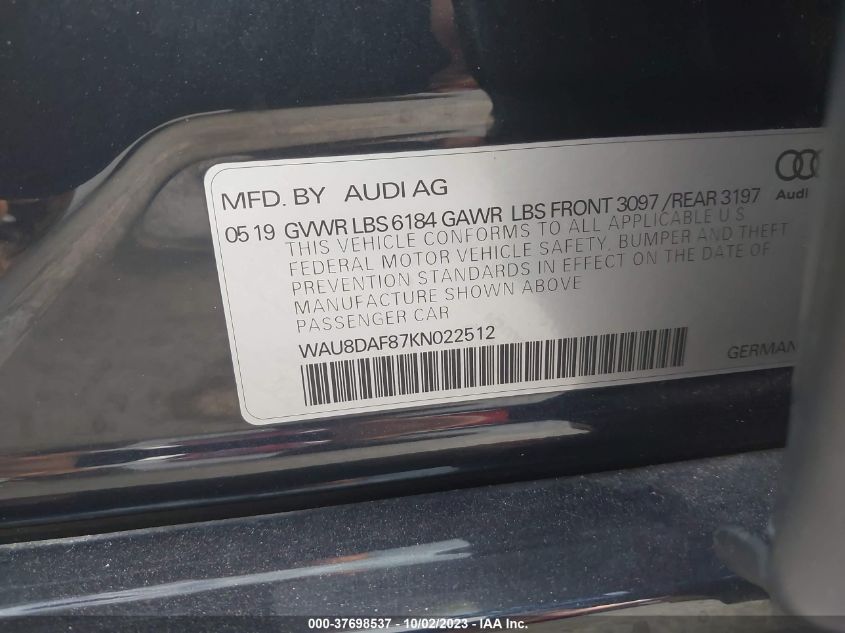 MFD. BY AUDI AG
Audi
05 19 GVWR LBS 6184 GAWR LBS FRONT 3097 /REAR 3197
THIS VEHICLE CONFORMS TO ALL APPLICABLE U.S
FEDERAL MOTOR VEHICLE SAFETY, BUMPER AND THEFT
PREVENTION STANDARDS IN EFFECT ON THE DATE OF
MANUFACTURE SHOWN ABOVE
PASSENGER CAR
WAU8DAF87KN022512
GERMAN
000-37698537 - 10/02/2023 - IAA Inc.